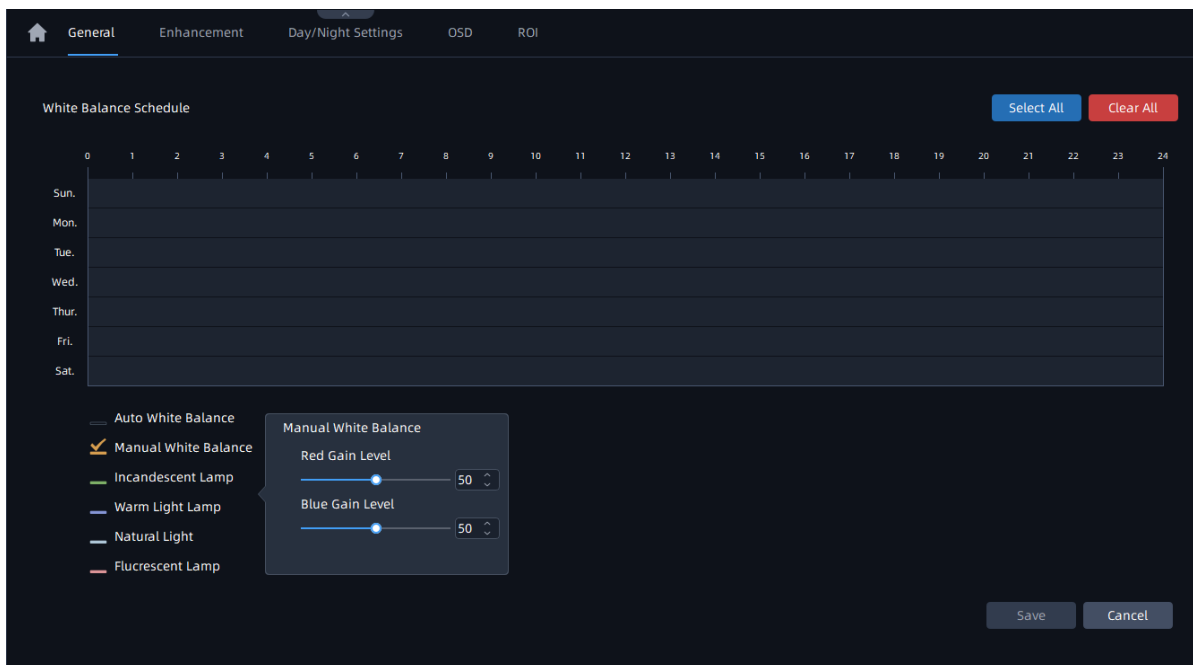 General Enhancement Day/Night Settings OSD ROI
White Balance Schedule Select All Clear All
0 1 2 3 4 5 6 7 8 9 10 11 12 13 14 15 16 17 18 19 20 21 22 23 24
Sun.
Mon.
Tue.
Wed.
Thur.
Fri.
Sat.
Auto White Balance
Manual White Balance
Incandescent Lamp
Warm Light Lamp
Natural Light
Flucrescent Lamp
Manual White Balance
Red Gain Level
50
Blue Gain Level
50
Save Cancel